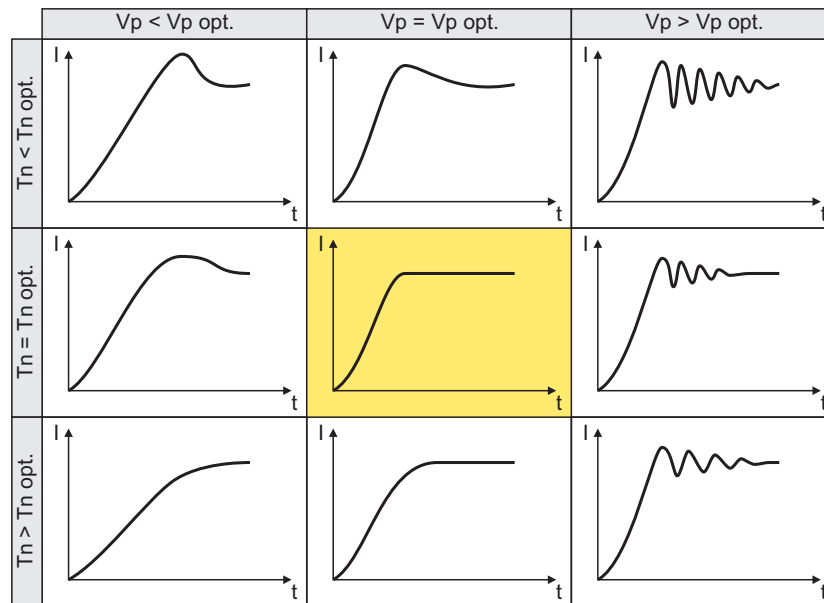 Vp < Vp opt.
Vp = Vp opt.
Vp > Vp opt.
Tn < Tn opt.
I
t
I
t
I
t
Tn = Tn opt.
I
t
I
t
I
t
Tn > Tn opt.
I
t
I
t
I
t